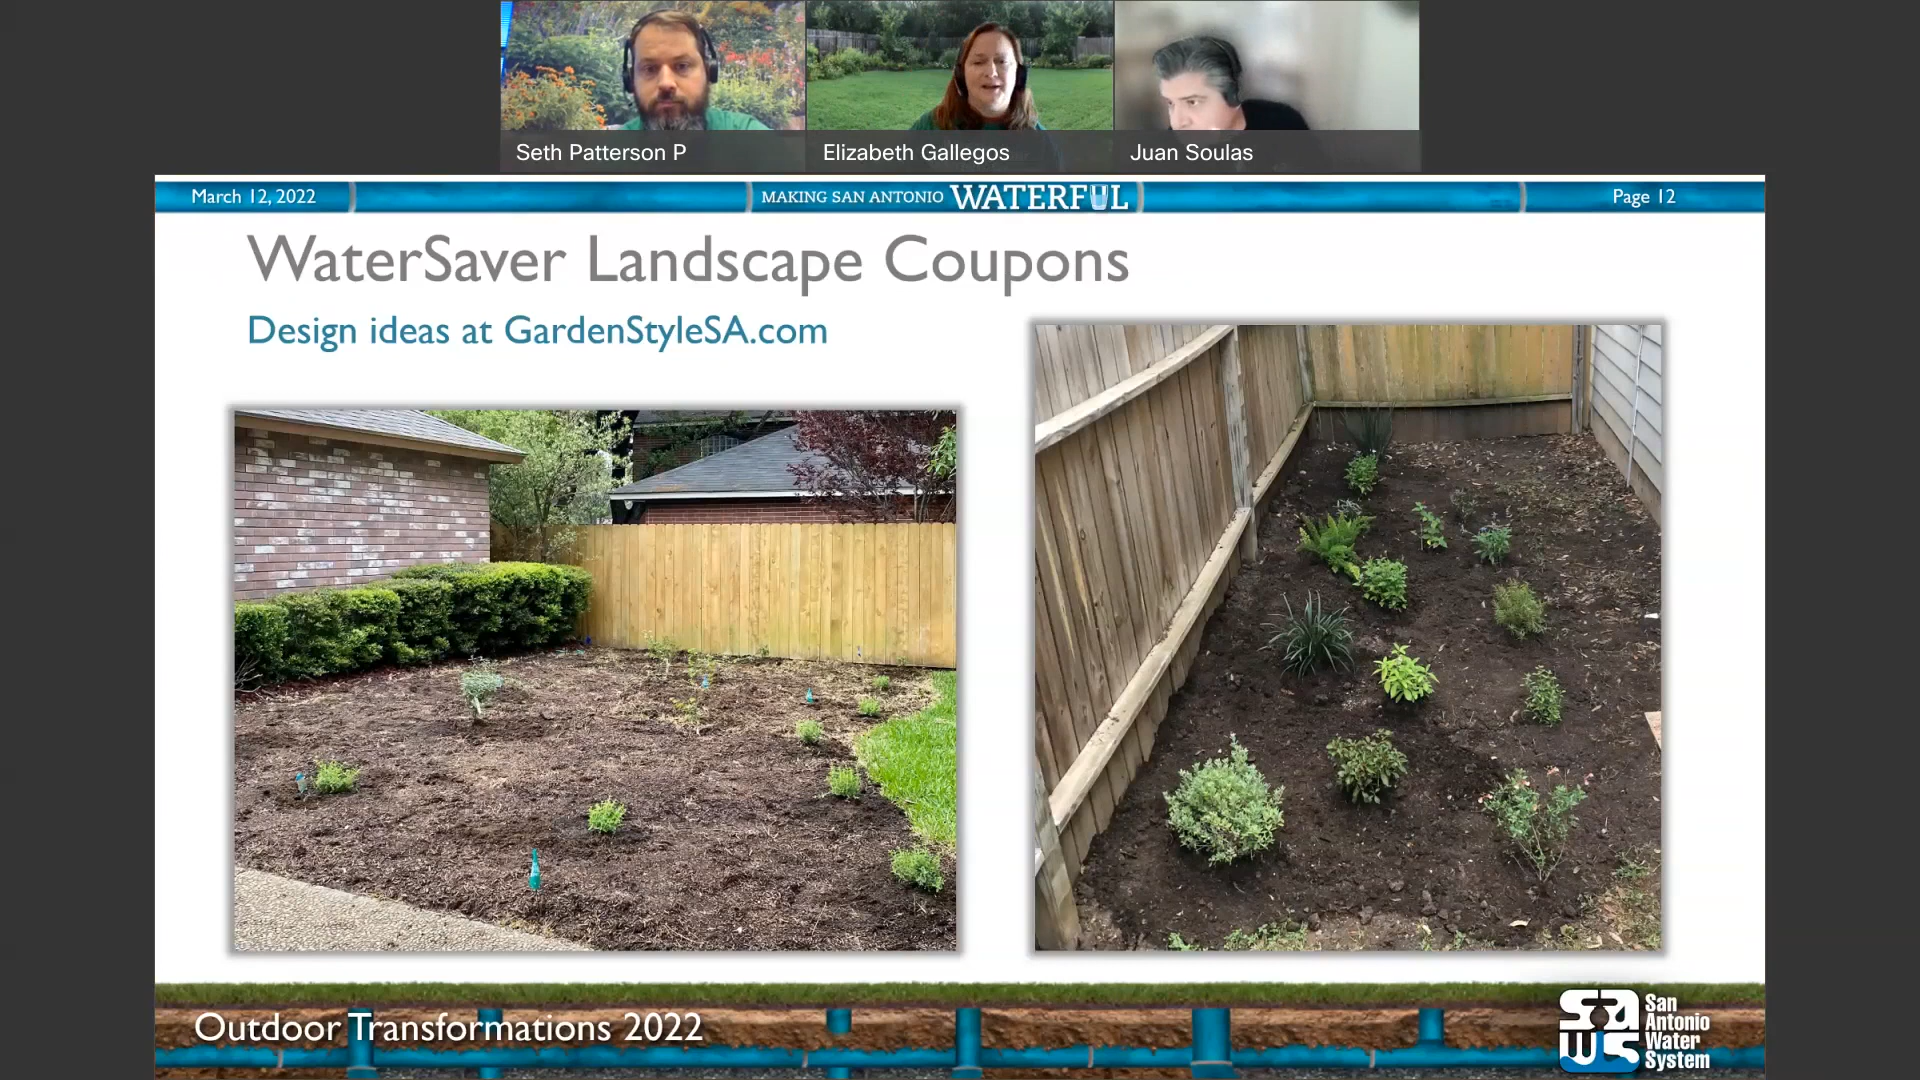 Seth Patterson P
Elizabeth Gallegos
Juan Soulas
March 12, 2022
MAKING SAN ANTONIO WATERFUL
Page 12
WaterSaver Landscape Coupons
Design ideas at GardenStyleSA.com
Outdoor Transformations 2022
saws
San
Antonio
Water
System